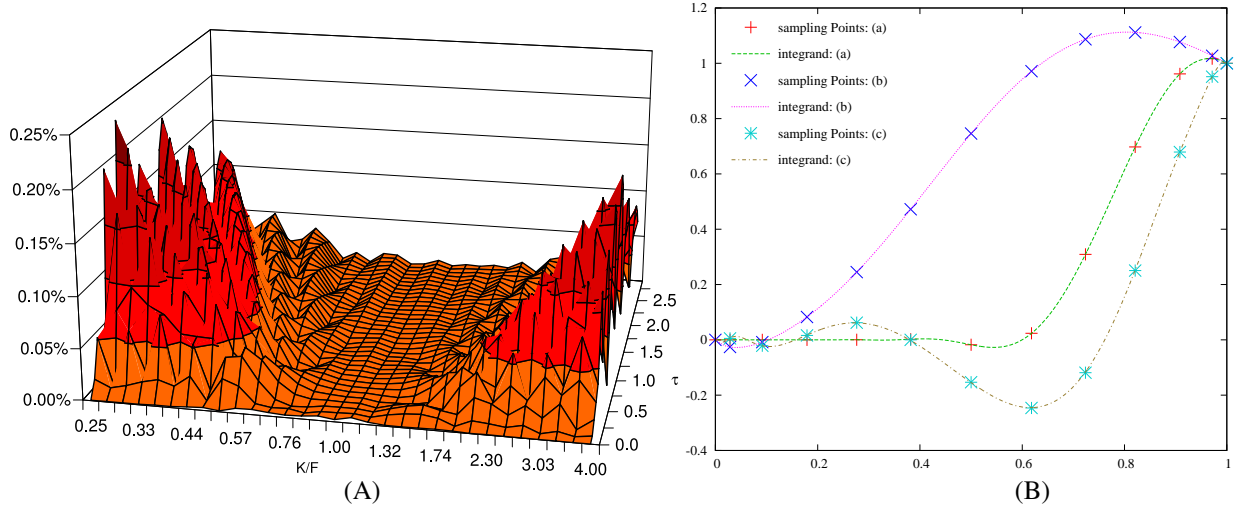 0.25%
0.20%
0.15%
0.10%
0.05%
0.00%
0.25 0.33 0.44 0.57 0.76 1.00 1.32 1.74 2.30 3.03 4.00
K/F
0.0
0.5
1.0
1.5
2.0
2.5
τ
(A)
1.2
1
0.8
0.6
0.4
0.2
0
-0.2
-0.4
0 0.2 0.4 0.6 0.8 1
sampling Points: (a)
integrand: (a)
sampling Points: (b)
integrand: (b)
sampling Points: (c)
integrand: (c)
(B)